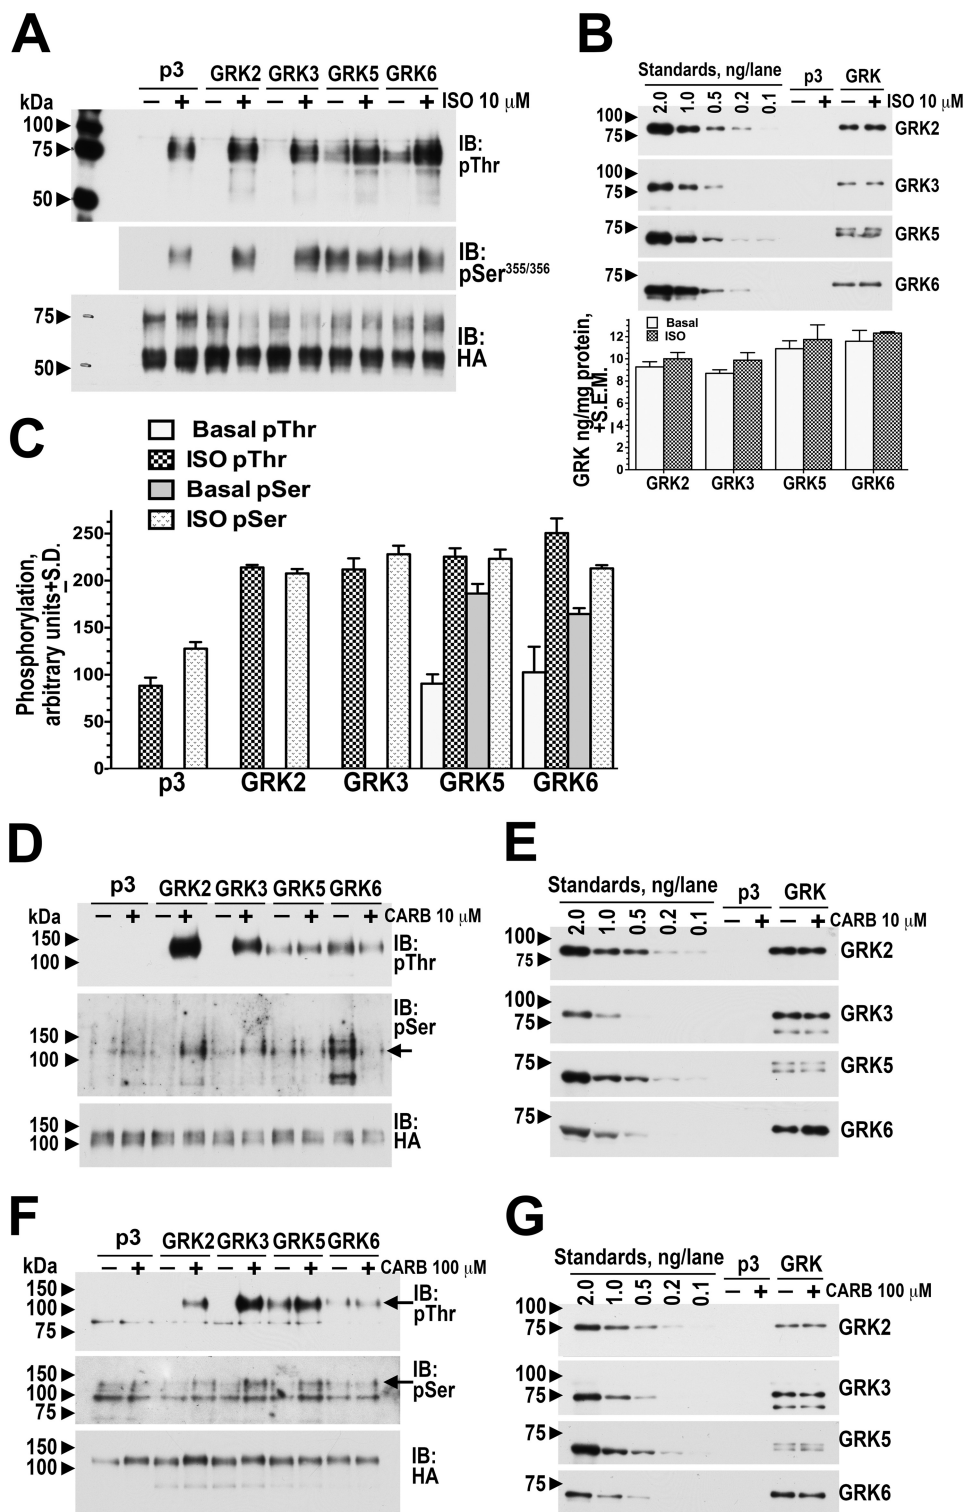 A
p3 GRK2 GRK3 GRK5 GRK6
kDa − + − + − + − + − + ISO 10 µM
100
75
50
IB:
pThr
IB:
pSer355/356
75
50
IB:
HA
B
Standards, ng/lane p3 GRK
2.0 1.0 0.5 0.2 0.1 − + − + ISO 10 µM
100
75
GRK2
100
75
GRK3
75
GRK5
75
GRK6
GRK ng/mg protein,
+S.E.M.
Basal
ISO
12
10
8
6
4
2
0
GRK2 GRK3 GRK5 GRK6
C
Basal pThr
ISO pThr
Basal pSer
ISO pSer
Phosphorylation,
arbitrary units+S.D.
250
200
150
100
50
0
p3 GRK2 GRK3 GRK5 GRK6
D
p3 GRK2 GRK3 GRK5 GRK6
kDa − + − + − + − + − + CARB 10 µM
150
100
IB:
pThr
IB:
pSer
150
100
IB:
HA
150
100
E
Standards, ng/lane p3 GRK
2.0 1.0 0.5 0.2 0.1 − + − + CARB 10 µM
100
75
GRK2
100
75
GRK3
75
GRK5
75
GRK6
F
p3 GRK2 GRK3 GRK5 GRK6
kDa − + − + − + − + − + CARB 100 µM
150
100
75
IB:
pThr
150
100
75
IB:
pSer
150
100
IB:
HA
G
Standards, ng/lane p3 GRK
2.0 1.0 0.5 0.2 0.1 − + − + CARB 100 µM
100
75
GRK2
100
75
GRK3
75
GRK5
75
GRK6